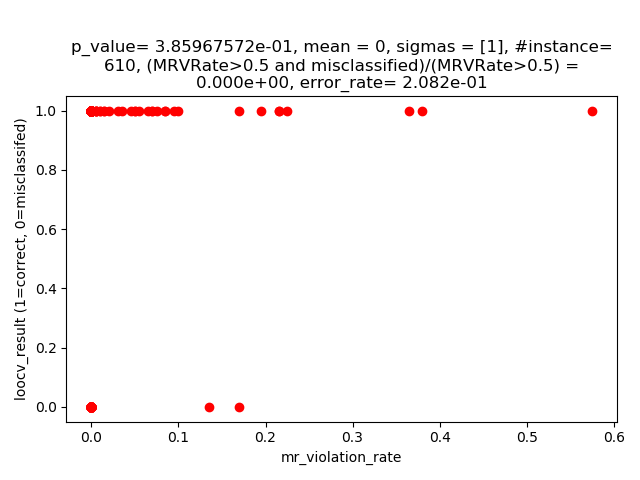 p_value= 3.85967572e-01, mean = 0, sigmas = [1], #instance=
610, (MRVRate>0.5 and misclassified)/(MRVRate>0.5) =
0.000e+00, error_rate= 2.082e-01
loocv_result (1=correct, 0=misclassifed)
1.0
0.8
0.6
0.4
0.2
0.0
0.0 0.1 0.2 0.3 0.4 0.5 0.6
mr_violation_rate